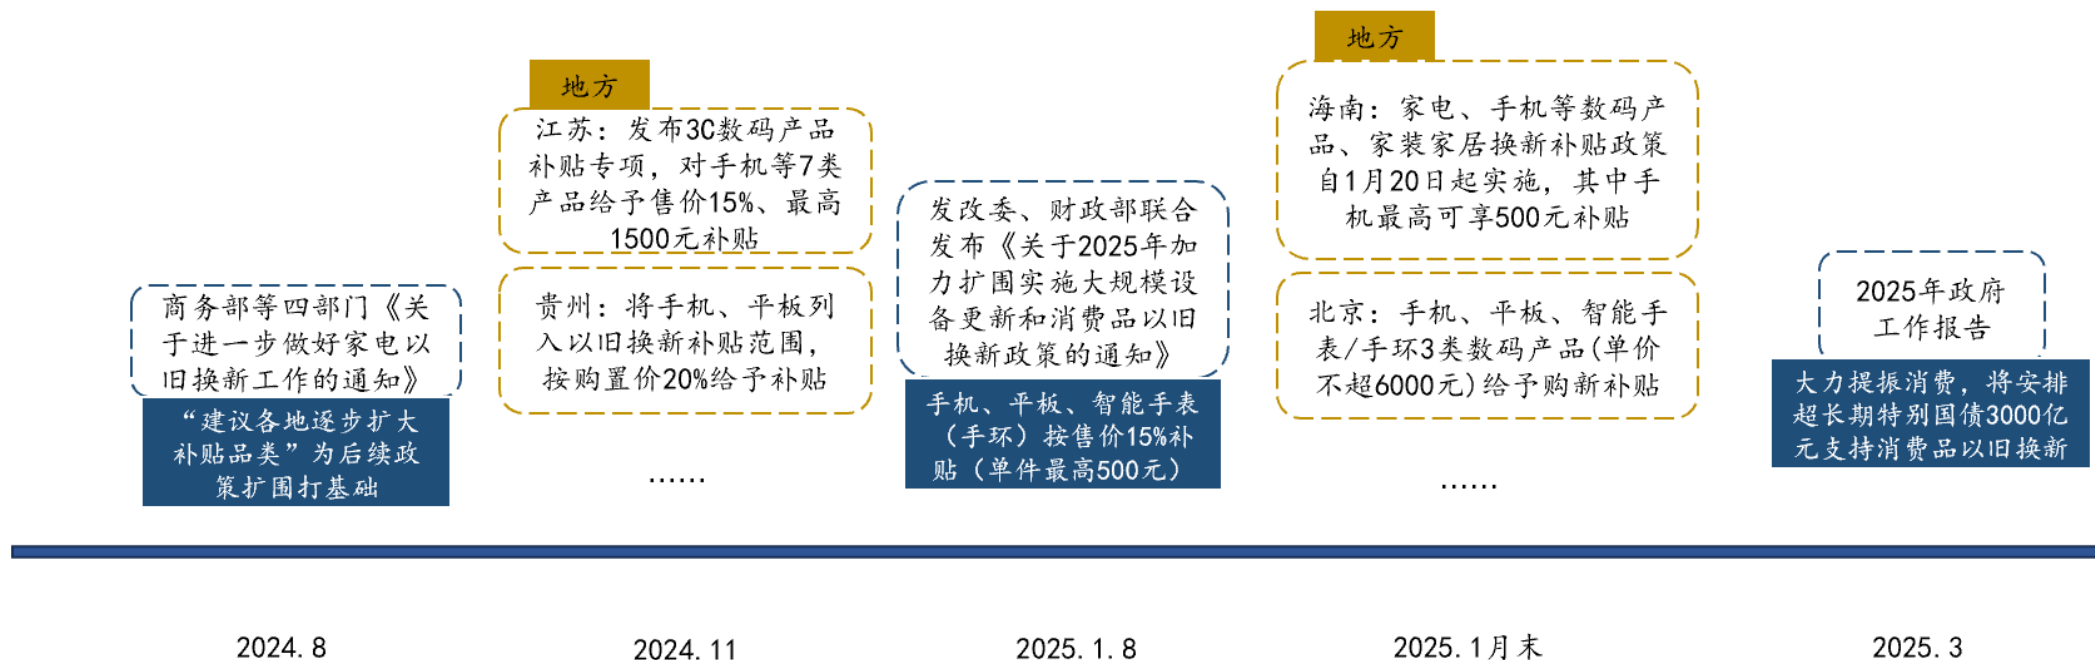 商务部等四部门《关
于进一步做好家电以
旧换新工作的通知》
“建议各地逐步扩大
补贴品类”为后续政
策扩围打基础
地方
江苏：发布3C数码产品
补贴专项，对手机等7类
产品给予售价15%、最高
1500元补贴
贵州：将手机、平板列
入以旧换新补贴范围，
按购置价20%给予补贴
......
发改委、财政部联合
发布《关于2025年加
力扩围实施大规模设
备更新和消费品以旧
换新政策的通知》
手机、平板、智能手表
（手环）按售价15%补
贴（单件最高500元）
地方
海南：家电、手机等数码产
品、家装家居换新补贴政策
自1月20日起实施，其中手
机最高可享500元补贴
北京：手机、平板、智能手
表/手环3类数码产品(单价
不超6000元)给予购新补贴
......
2025年政府
工作报告
大力提振消费，将安排
超长期特别国债3000亿
元支持消费品以旧换新
2024.8
2024.11
2025.1.8
2025.1月末
2025.3